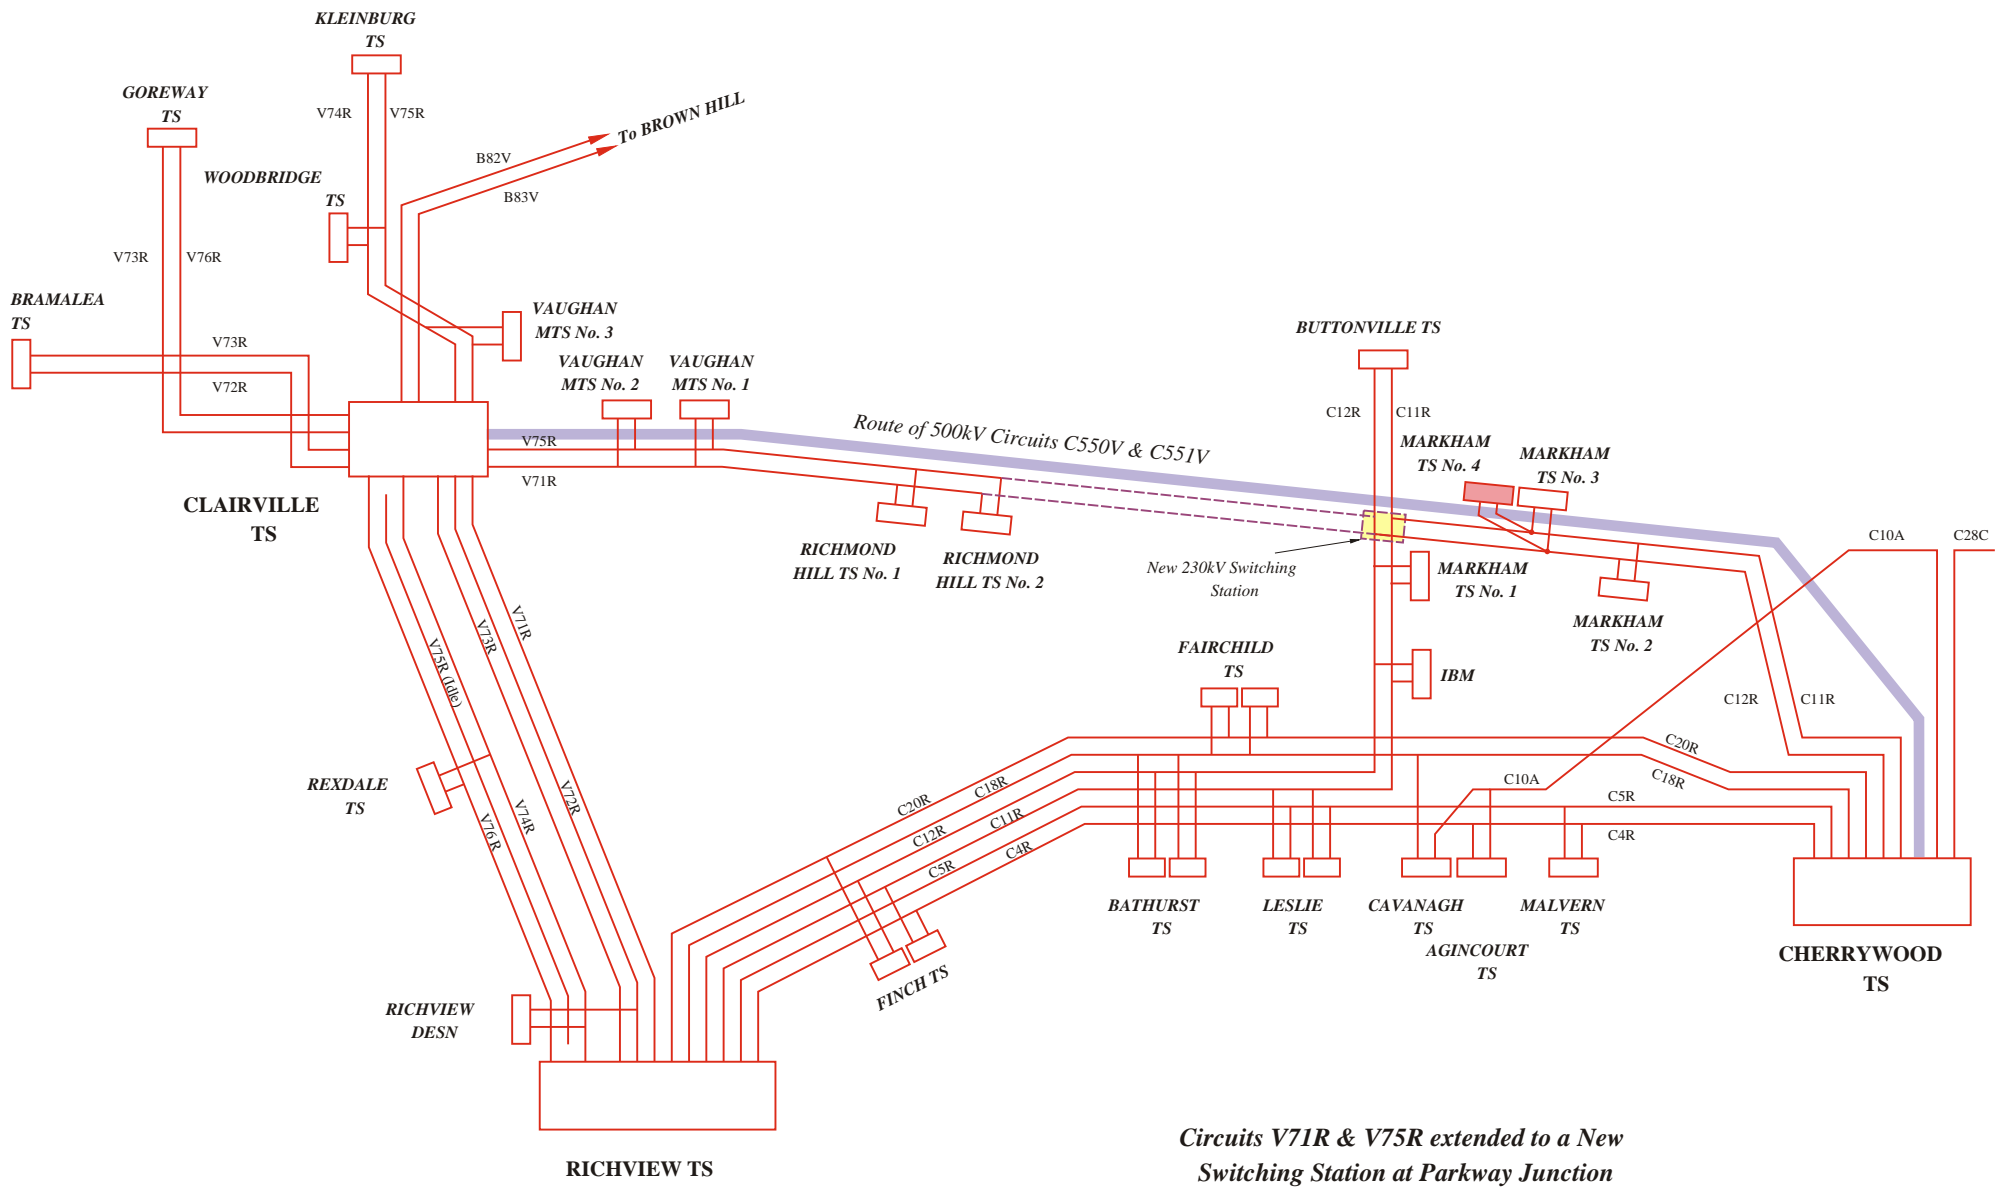 KLEINBURG
TS
GOREWAY
TS
V74R
V75R
To BROWN HILL
B82V
B83V
WOODBRIDGE
TS
V73R
V76R
BRAMALEA
TS
V73R
V72R
VAUGHAN
MTS No. 3
VAUGHAN
MTS No. 2
VAUGHAN
MTS No. 1
BUTTONVILLE TS
C12R
C11R
Route of 500kV Circuits C550V & C551V
V75R
V71R
MARKHAM
TS No. 4
MARKHAM
TS No. 3
CLAIRVILLE
TS
RICHMOND
HILL TS No. 1
RICHMOND
HILL TS No. 2
New 230kV Switching
Station
MARKHAM
TS No. 1
MARKHAM
TS No. 2
C10A
C28C
FAIRCHILD
TS
IBM
C12R
C11R
V71R
V73R
V75R (Idle)
V72R
V74R
V76R
REXDALE
TS
C20R
C18R
C12R
C11R
C5R
C4R
C20R
C18R
C10A
C5R
C4R
BATHURST
TS
LESLIE
TS
CAVANAGH
TS
MALVERN
TS
AGINCOURT
TS
CHERRYWOOD
TS
FINCH TS
RICHVIEW
DESN
RICHVIEW TS
Circuits V71R & V75R extended to a New
Switching Station at Parkway Junction